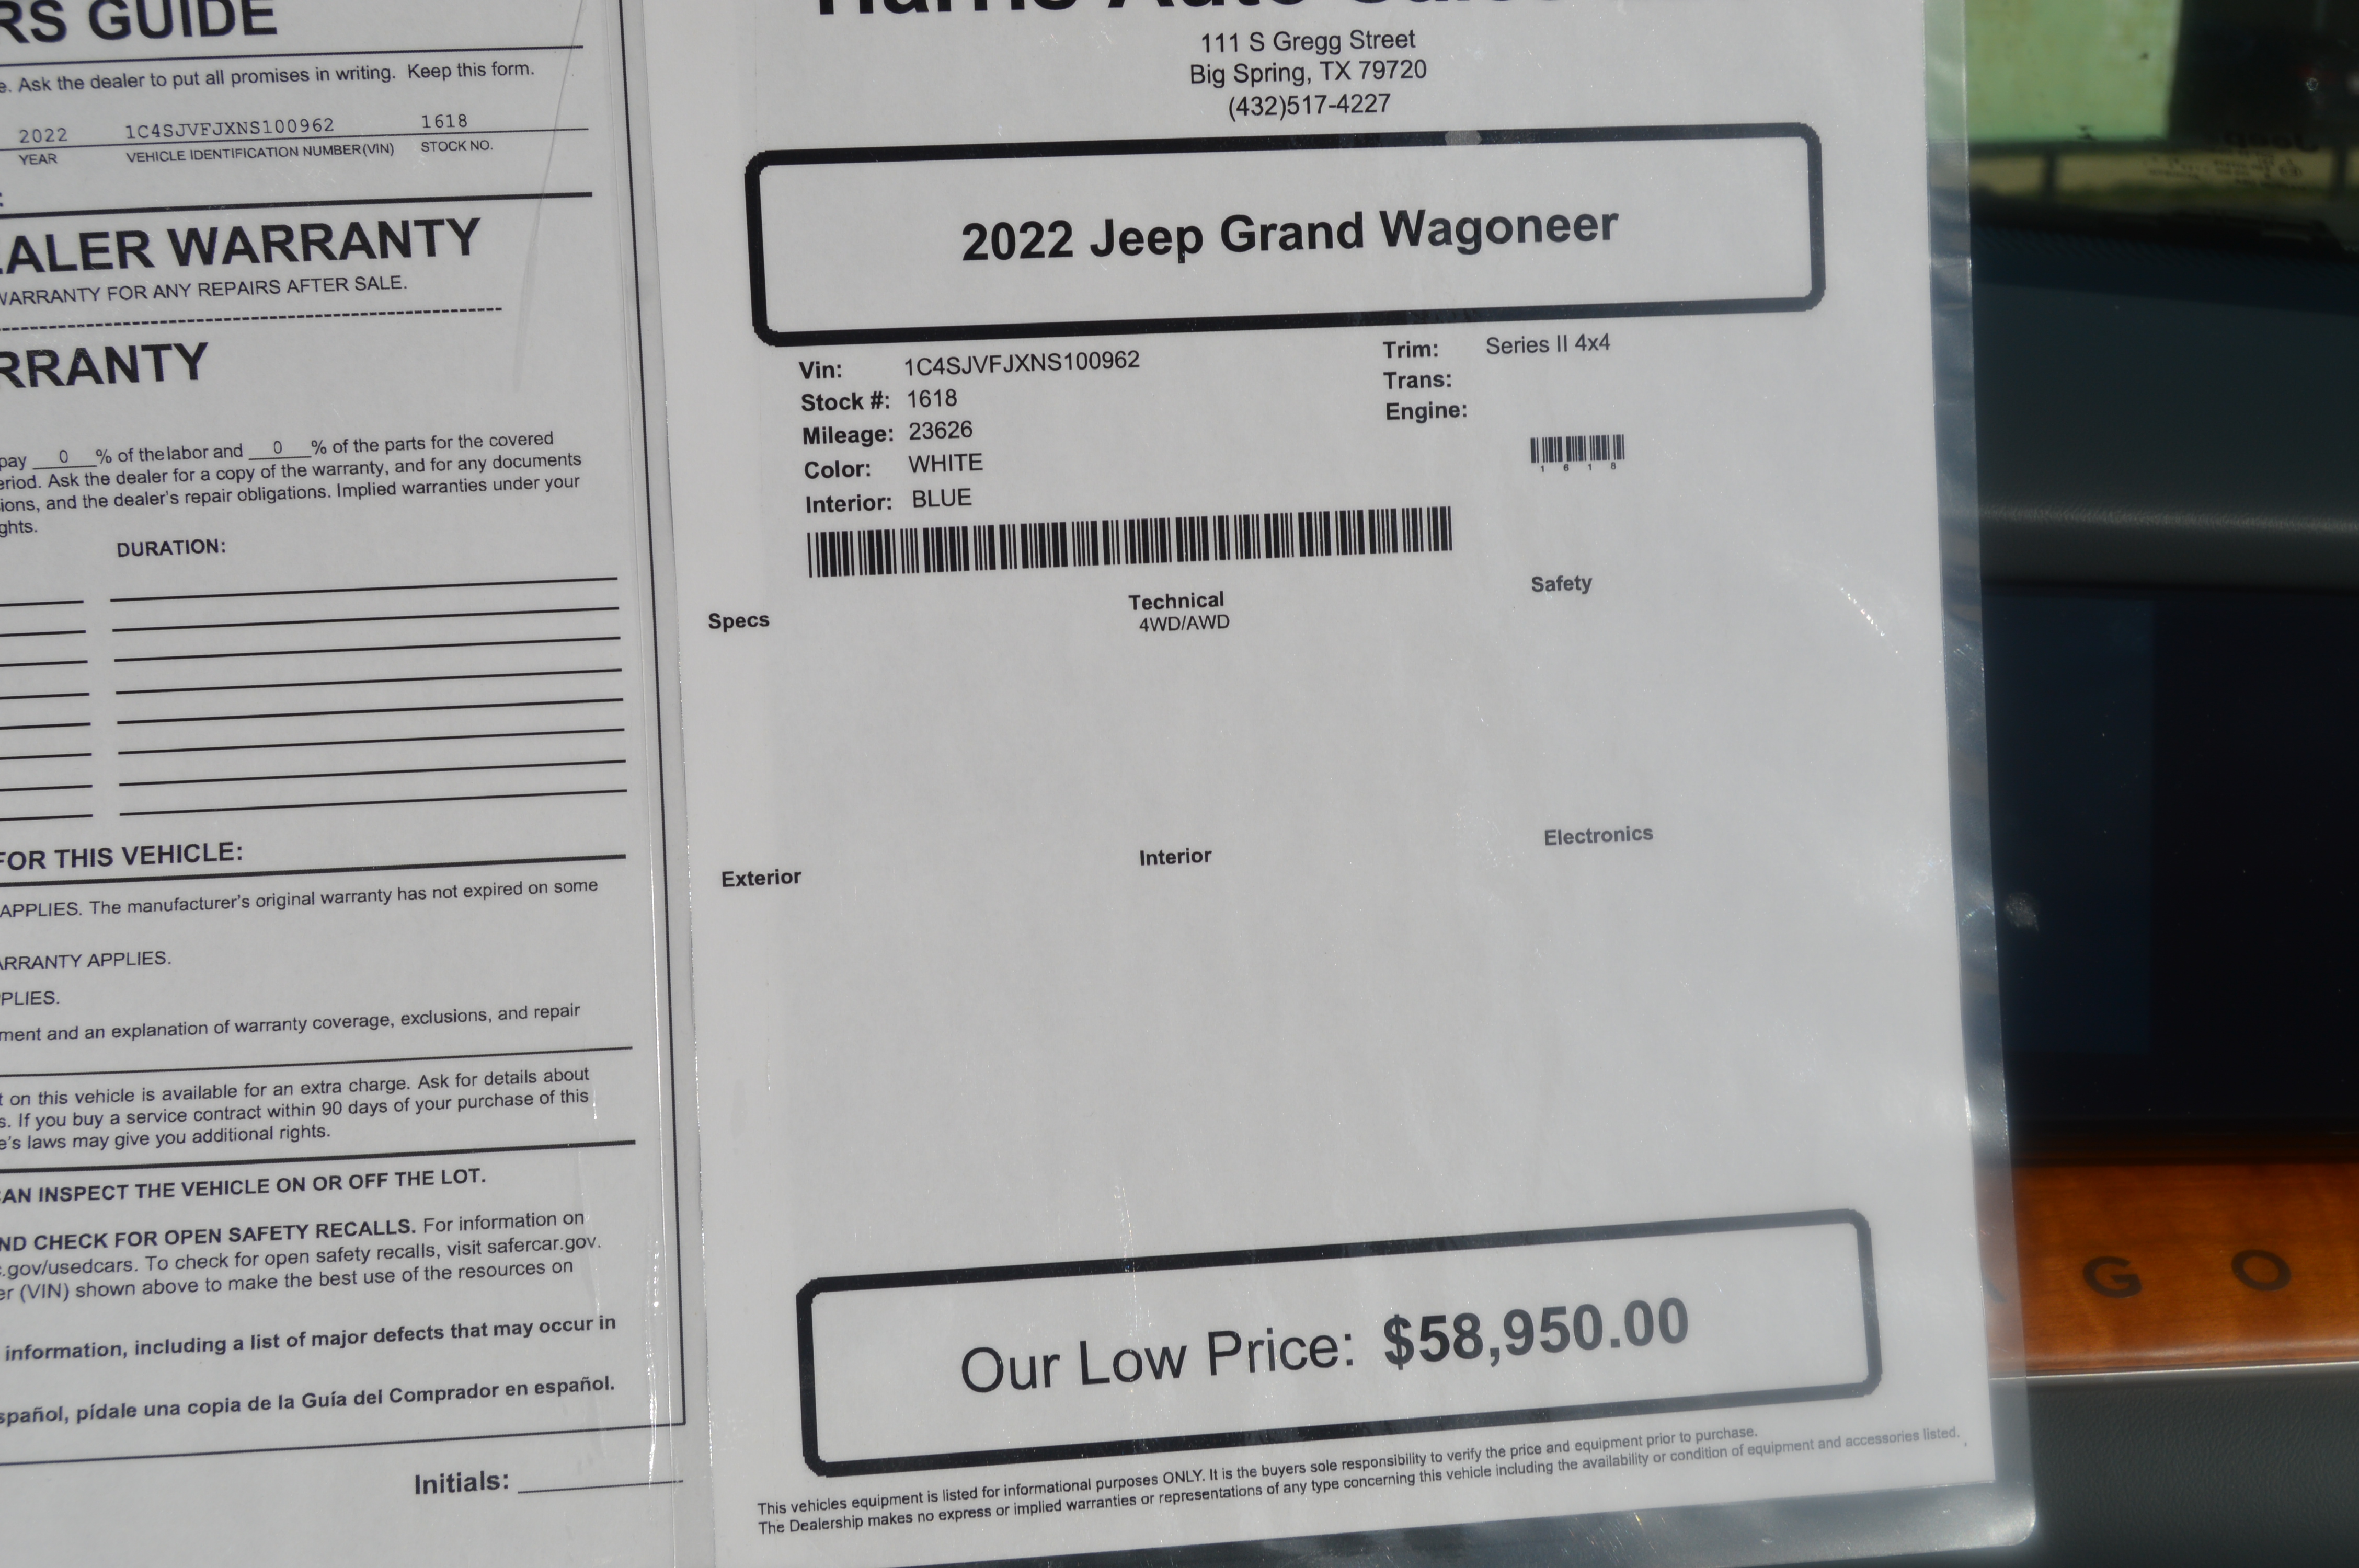 RS GUIDE
e. Ask the dealer to put all promises in writing. Keep this form.
2022 1C4SJVFJXNS100962 1618
YEAR VEHICLE IDENTIFICATION NUMBER(VIN) STOCK NO.
ALER WARRANTY
WARRANTY FOR ANY REPAIRS AFTER SALE.
RRANTY
pay 0 % of the labor and 0 % of the parts for the covered
eriod. Ask the dealer for a copy of the warranty, and for any documents
ions, and the dealer's repair obligations. Implied warranties under your
ghts.
DURATION:
FOR THIS VEHICLE:
APPLIES. The manufacturer's original warranty has not expired on some
ARRANTY APPLIES.
PLIES.
ment and an explanation of warranty coverage, exclusions, and repair
t on this vehicle is available for an extra charge. Ask for details about
s. If you buy a service contract within 90 days of your purchase of this
e's laws may give you additional rights.
CAN INSPECT THE VEHICLE ON OR OFF THE LOT.
ND CHECK FOR OPEN SAFETY RECALLS. For information on
c.gov/usedcars. To check for open safety recalls, visit safercar.gov.
er (VIN) shown above to make the best use of the resources on
information, including a list of major defects that may occur in
spañol, pídale una copia de la Guía del Comprador en español.
Initials:
111 S Gregg Street
Big Spring, TX 79720
(432)517-4227
2022 Jeep Grand Wagoneer
Vin: 1C4SJVFJXNS100962
Stock #: 1618
Mileage: 23626
Color: WHITE
Interior: BLUE
Trim: Series II 4x4
Trans:
Engine:
1618
Specs
Technical
4WD/AWD
Safety
Exterior
Interior
Electronics
Our Low Price: $58,950.00
This vehicles equipment is listed for informational purposes ONLY. It is the buyers sole responsibility to verify the price and equipment prior to purchase.
The Dealership makes no express or implied warranties or representations of any type concerning this vehicle including the availability or condition of equipment and accessories listed.
G O